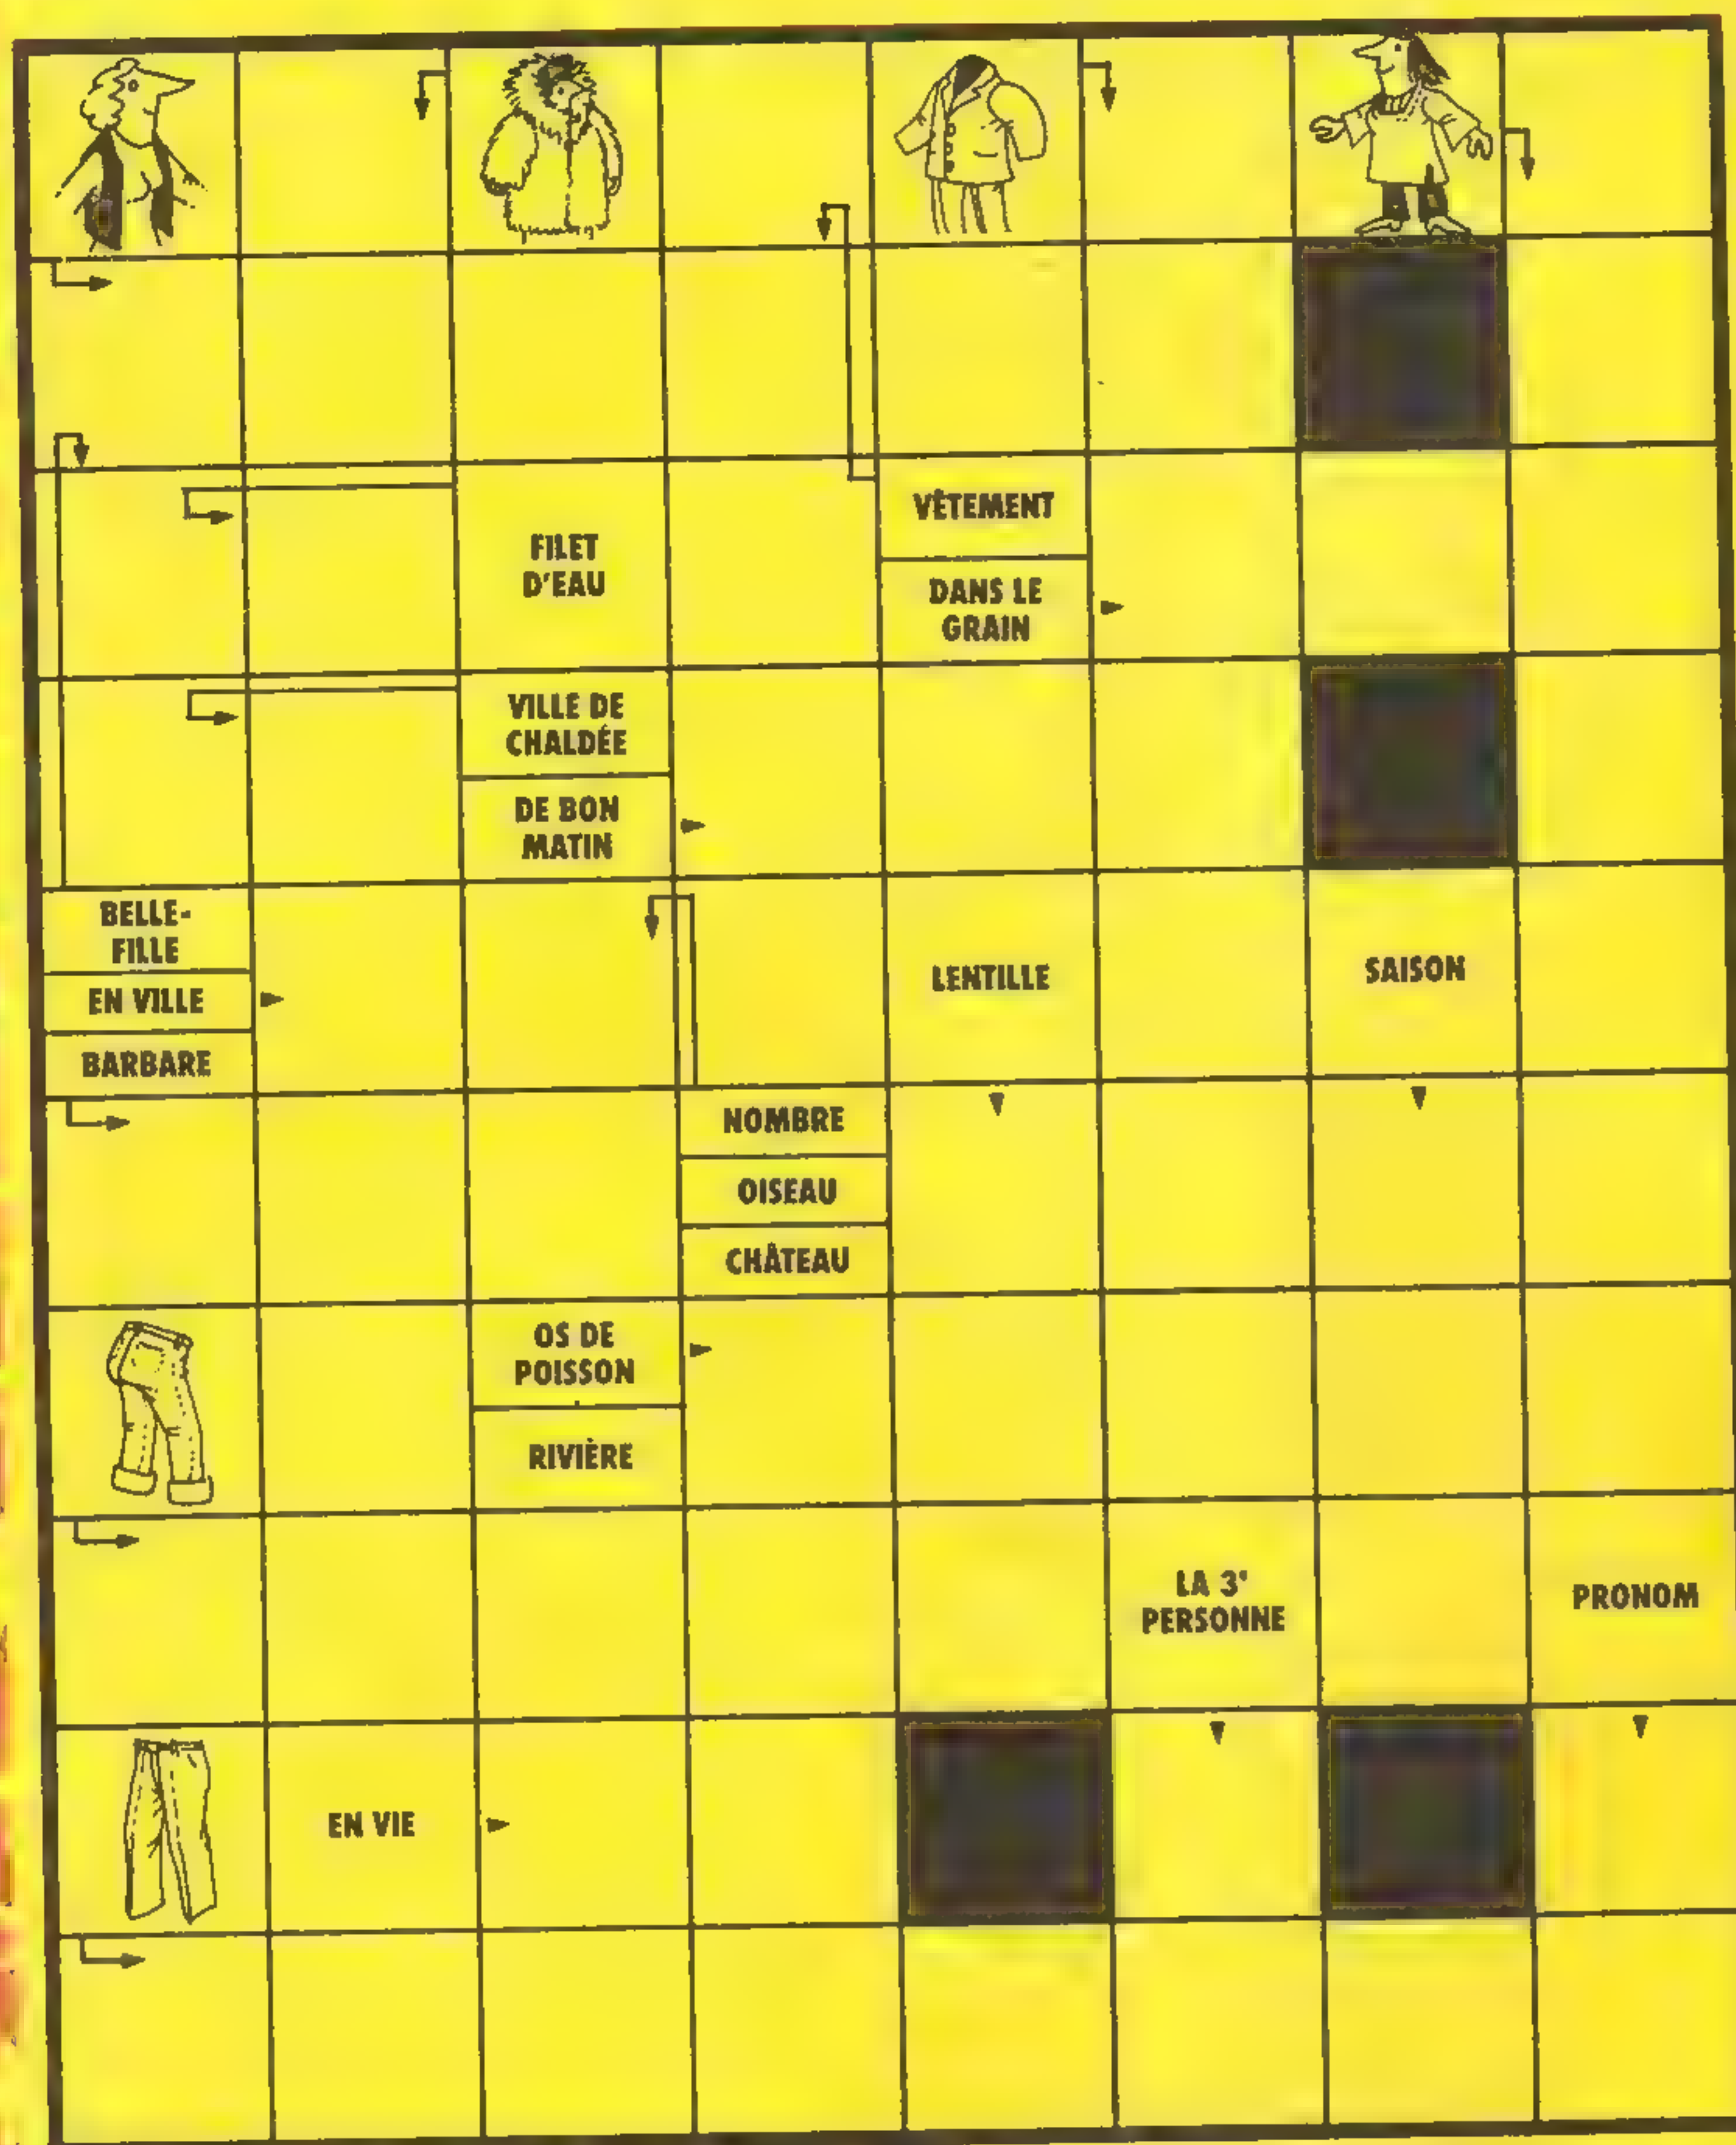 VÊTEMENT
FILET
D'EAU
DANS LE
GRAIN
VILLE DE
CHALDÉE
DE BON
MATIN
BELLE-
FILLE
EN VILLE
BARBARE
LENTILLE
SAISON
NOMBRE
OISEAU
CHÂTEAU
OS DE
POISSON
RIVIÈRE
LA 3e
PERSONNE
PRONOM
EN VIE